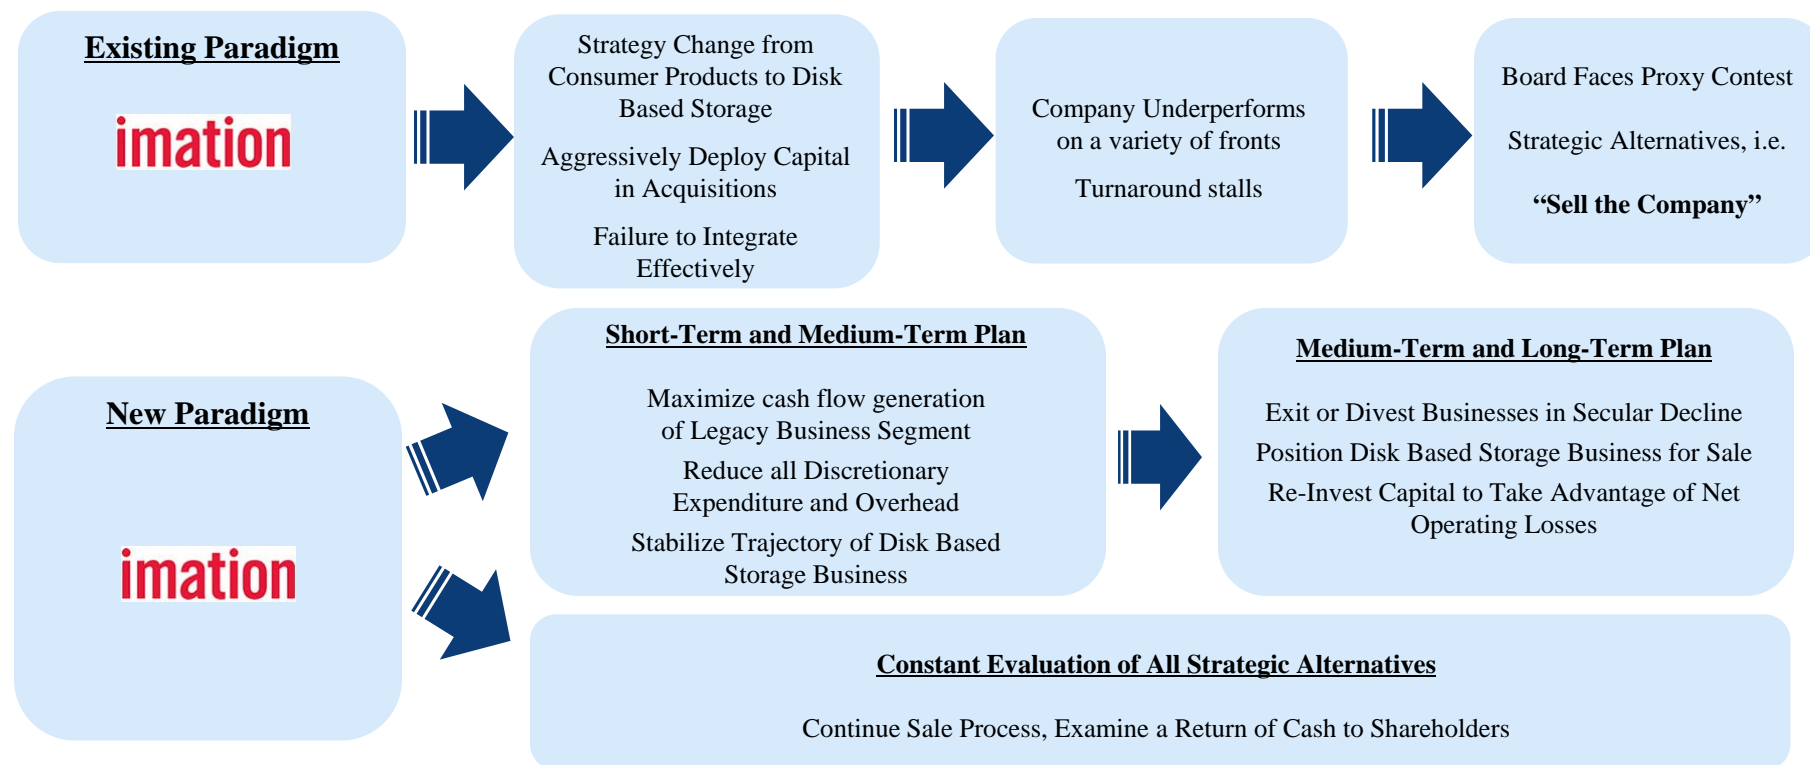 Existing Paradigm
imation
Strategy Change from
Consumer Products to Disk
Based Storage
Aggressively Deploy Capital
in Acquisitions
Failure to Integrate
Effectively
Company Underperforms
on a variety of fronts
Turnaround stalls
Board Faces Proxy Contest
Strategic Alternatives, i.e.
“Sell the Company”
New Paradigm
imation
Short-Term and Medium-Term Plan
Maximize cash flow generation
of Legacy Business Segment
Reduce all Discretionary
Expenditure and Overhead
Stabilize Trajectory of Disk Based
Storage Business
Medium-Term and Long-Term Plan
Exit or Divest Businesses in Secular Decline
Position Disk Based Storage Business for Sale
Re-Invest Capital to Take Advantage of Net
Operating Losses
Constant Evaluation of All Strategic Alternatives
Continue Sale Process, Examine a Return of Cash to Shareholders